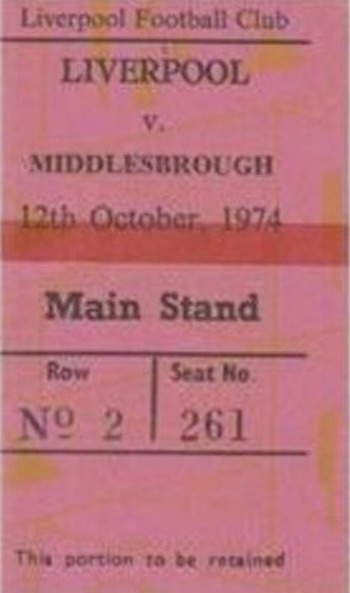 Liverpool Football Club
LIVERPOOL
v.
MIDDLESBROUGH
12th October, 1974
Main Stand
Row Seat No.
Nº 2 261
This portion to be retained